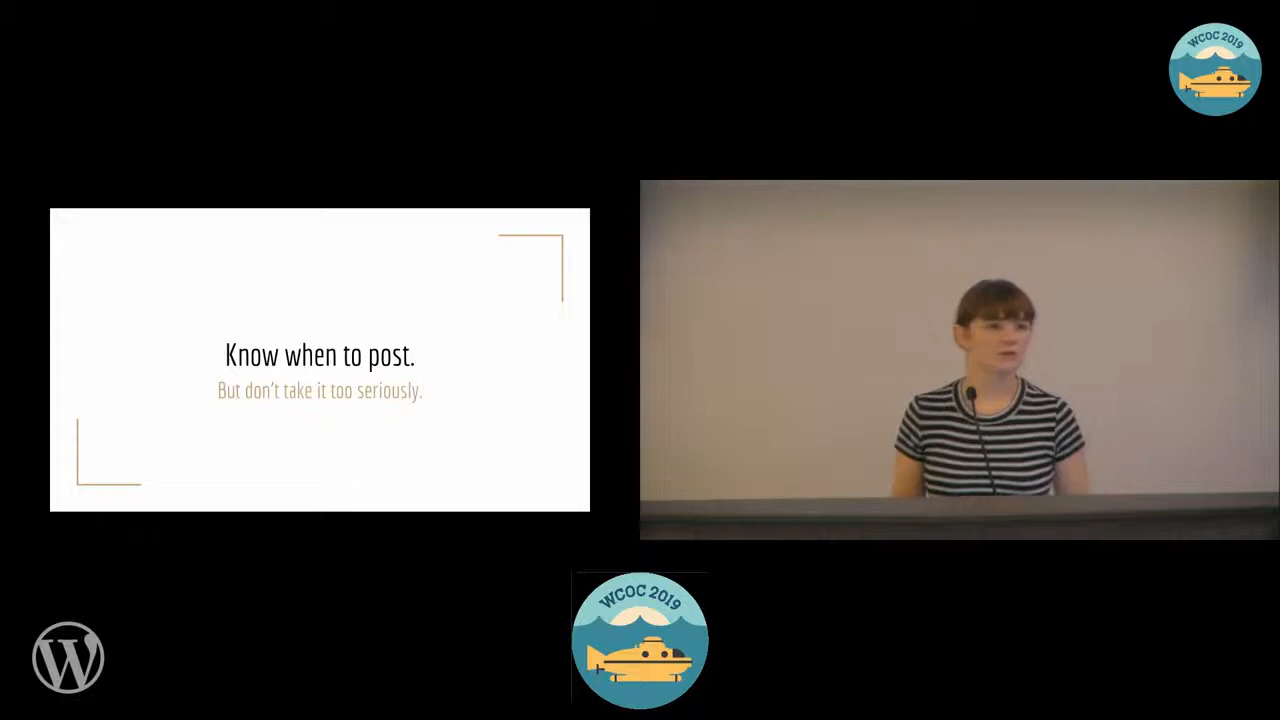 WCOC 2019
Know when to post.
But don't take it too seriously.
WCOC 2019
W